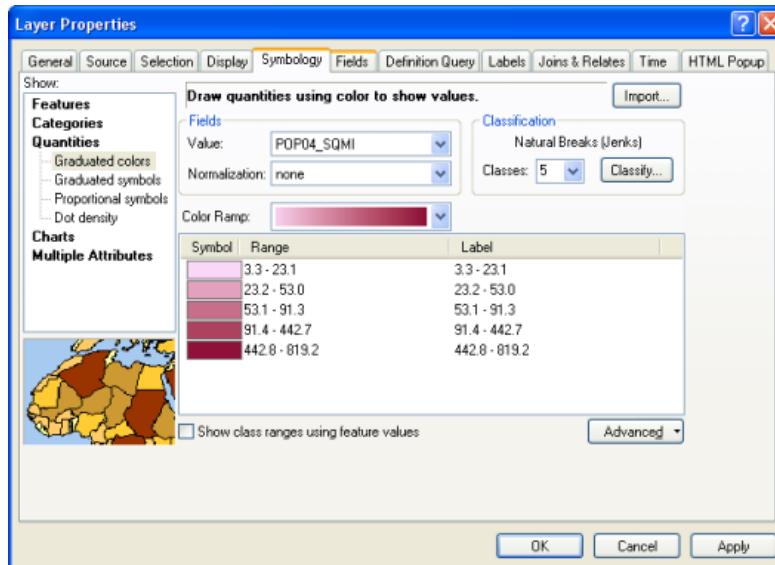 Layer Properties
General Source Selection Display Symbology Fields Definition Query Labels Joins & Relates Time HTML Popup
Show:
Features
Categories
Quantities
Graduated colors
Graduated symbols
Proportional symbols
Dot density
Charts
Multiple Attributes
Draw quantities using color to show values.
Import...
Fields
Value: POP04_SQMI
Normalization: none
Classification
Natural Breaks (Jenks)
Classes: 5 Classify...
Color Ramp:
Symbol Range Label
3.3 - 23.1 3.3 - 23.1
23.2 - 53.0 23.2 - 53.0
53.1 - 91.3 53.1 - 91.3
91.4 - 442.7 91.4 - 442.7
442.8 - 819.2 442.8 - 819.2
Show class ranges using feature values
Advanced
OK Cancel Apply